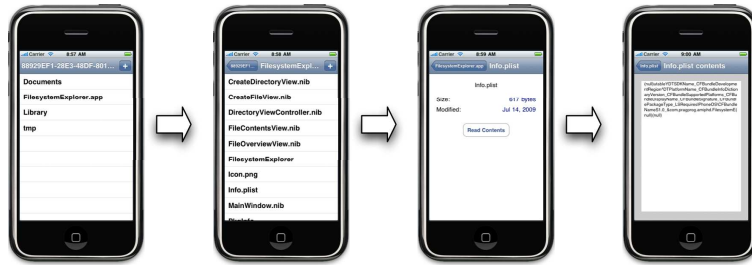 Carrier 8:57 AM
88929EF1-28E3-48DF-801... +
Documents
FilesystemExplorer.app
Library
tmp
Carrier 8:58 AM
88929EF1... FilesystemExpl... +
CreateDirectoryView.nib
CreateFileView.nib
DirectoryViewController.nib
FileContentsView.nib
FileOverviewView.nib
FilesystemExplorer
Icon.png
Info.plist
MainWindow.nib
PkgInfo
Carrier 8:59 AM
FilesystemExplorer.app Info.plist
Info.plist
Size: 617 bytes
Modified: Jul 14, 2009
Read Contents
Carrier 9:00 AM
Info.plist Info.plist contents